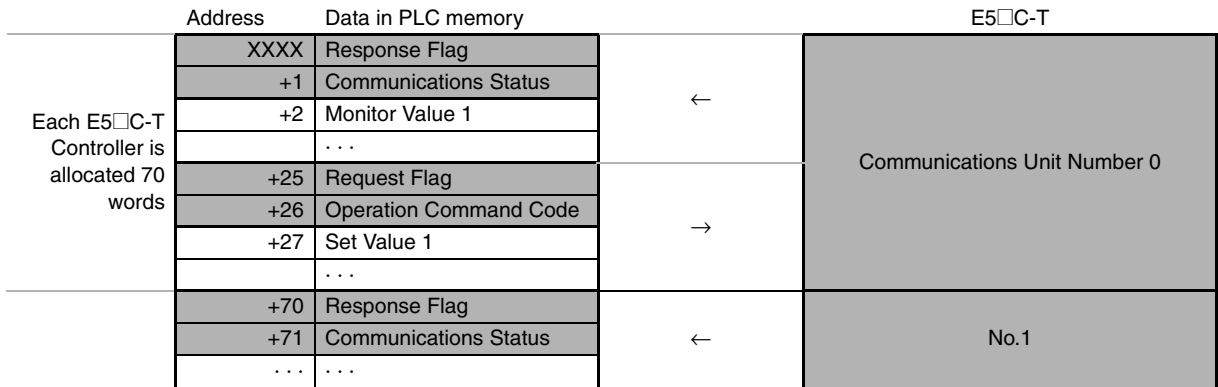 Address Data in PLC memory E5□C-T
XXXX Response Flag
+1 Communications Status
←
+2 Monitor Value 1
. . .
Each E5□C-T
Controller is
allocated 70
words
Communications Unit Number 0
+25 Request Flag
+26 Operation Command Code
→
+27 Set Value 1
. . .
+70 Response Flag
+71 Communications Status ← No.1
. . . . . .